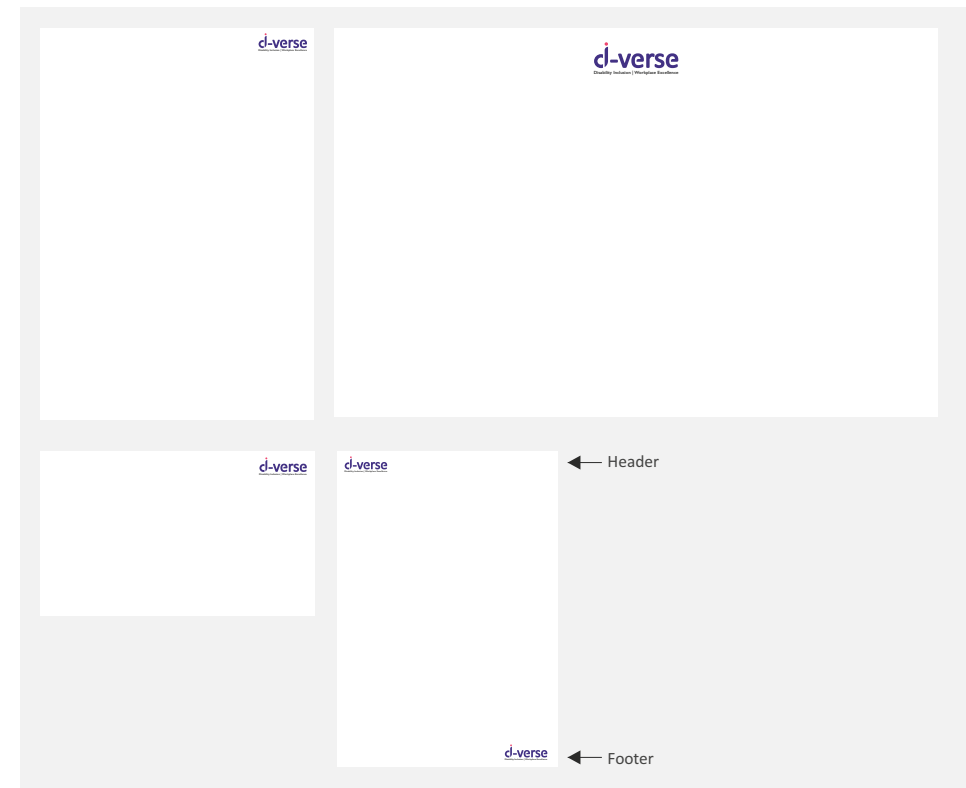 d-verse
d-verse
Disability Inclusion | Workplace Excellence
d-verse
d-verse
Header
d-verse
Footer